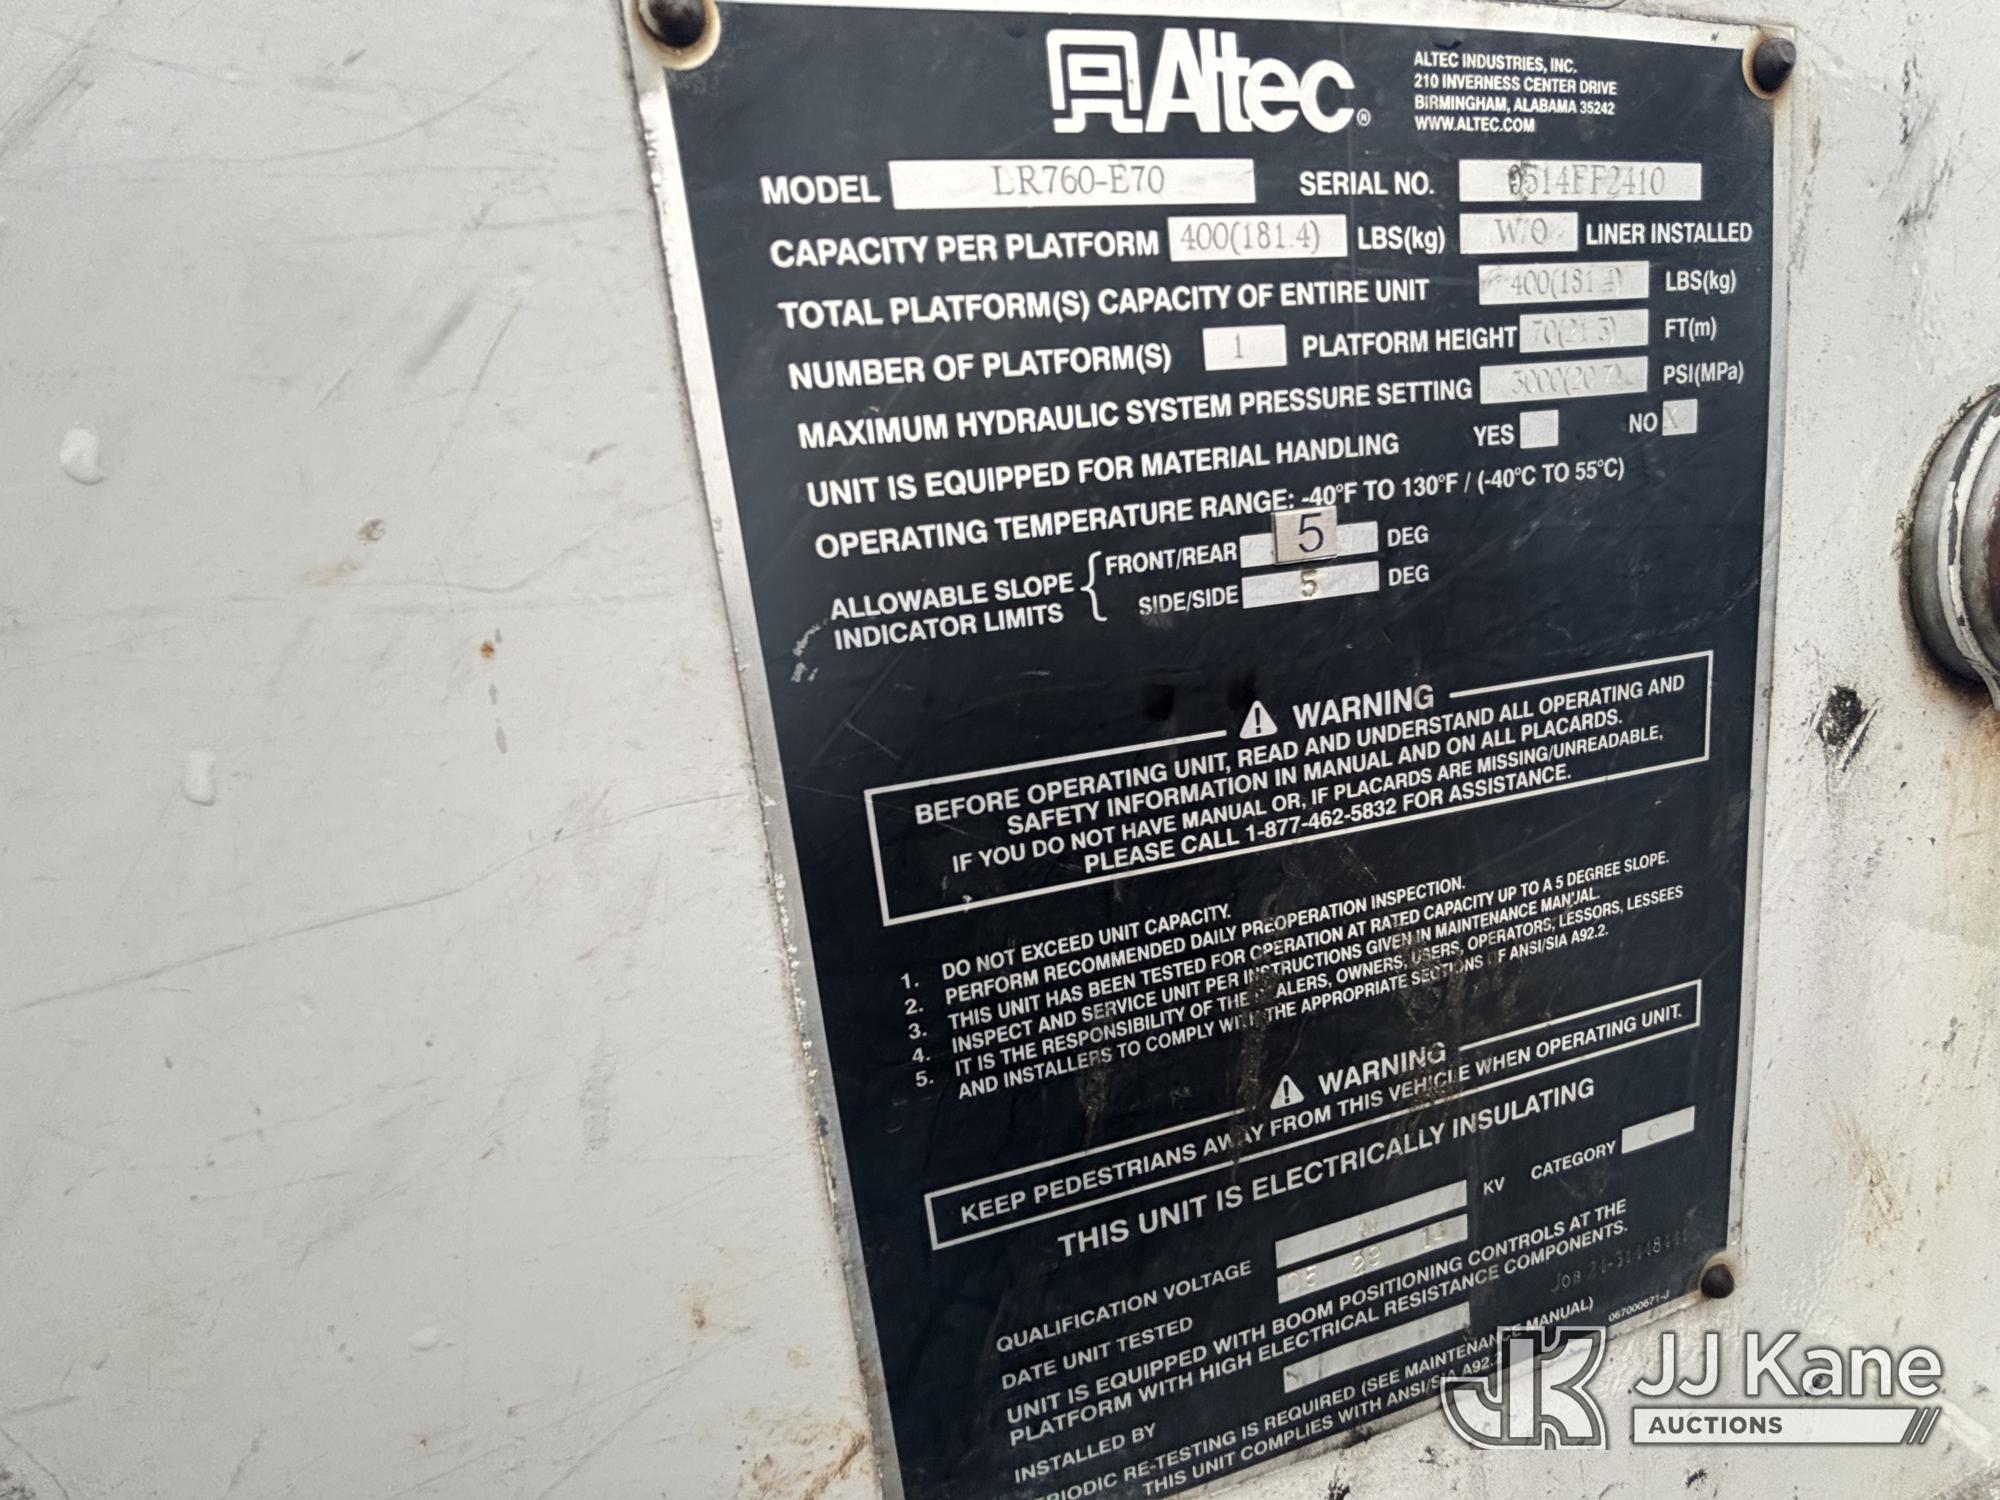 Altec®
ALTEC INDUSTRIES, INC.
210 INVERNESS CENTER DRIVE
BIRMINGHAM, ALABAMA 35242
WWW.ALTEC.COM
MODEL LR760-E70 SERIAL NO. 0514FF2410
CAPACITY PER PLATFORM 400(181.4) LBS(kg) W/O LINER INSTALLED
TOTAL PLATFORM(S) CAPACITY OF ENTIRE UNIT 400(181.4) LBS(kg)
NUMBER OF PLATFORM(S) 1 PLATFORM HEIGHT 70(21.3) FT(m)
MAXIMUM HYDRAULIC SYSTEM PRESSURE SETTING 3000(20.7) PSI(MPa)
UNIT IS EQUIPPED FOR MATERIAL HANDLING YES NO X
OPERATING TEMPERATURE RANGE: -40°F TO 130°F / (-40°C TO 55°C)
ALLOWABLE SLOPE INDICATOR LIMITS
FRONT/REAR 5 DEG
SIDE/SIDE 5 DEG
WARNING
BEFORE OPERATING UNIT, READ AND UNDERSTAND ALL OPERATING AND
SAFETY INFORMATION IN MANUAL AND ON ALL PLACARDS.
IF YOU DO NOT HAVE MANUAL OR, IF PLACARDS ARE MISSING/UNREADABLE,
PLEASE CALL 1-877-462-5832 FOR ASSISTANCE.
1. DO NOT EXCEED UNIT CAPACITY.
2. PERFORM RECOMMENDED DAILY PREOPERATION INSPECTION.
3. THIS UNIT HAS BEEN TESTED FOR OPERATION AT RATED CAPACITY UP TO A 5 DEGREE SLOPE.
4. INSPECT AND SERVICE UNIT PER INSTRUCTIONS GIVEN IN MAINTENANCE MANUAL.
5. IT IS THE RESPONSIBILITY OF THE DEALERS, OWNERS, USERS, OPERATORS, LESSORS, LESSEES
AND INSTALLERS TO COMPLY WITH THE APPROPRIATE SECTIONS OF ANSI/SIA A92.2.
WARNING
KEEP PEDESTRIANS AWAY FROM THIS VEHICLE WHEN OPERATING UNIT.
THIS UNIT IS ELECTRICALLY INSULATING
QUALIFICATION VOLTAGE KV CATEGORY C
DATE UNIT TESTED 05 29 14
UNIT IS EQUIPPED WITH BOOM POSITIONING CONTROLS AT THE
PLATFORM WITH HIGH ELECTRICAL RESISTANCE COMPONENTS.
INSTALLED BY
RIODIC RE-TESTING IS REQUIRED (SEE MAINTENANCE MANUAL)
THIS UNIT COMPLIES WITH ANSI/SIA A92.2
067000671-J
JJ Kane
AUCTIONS